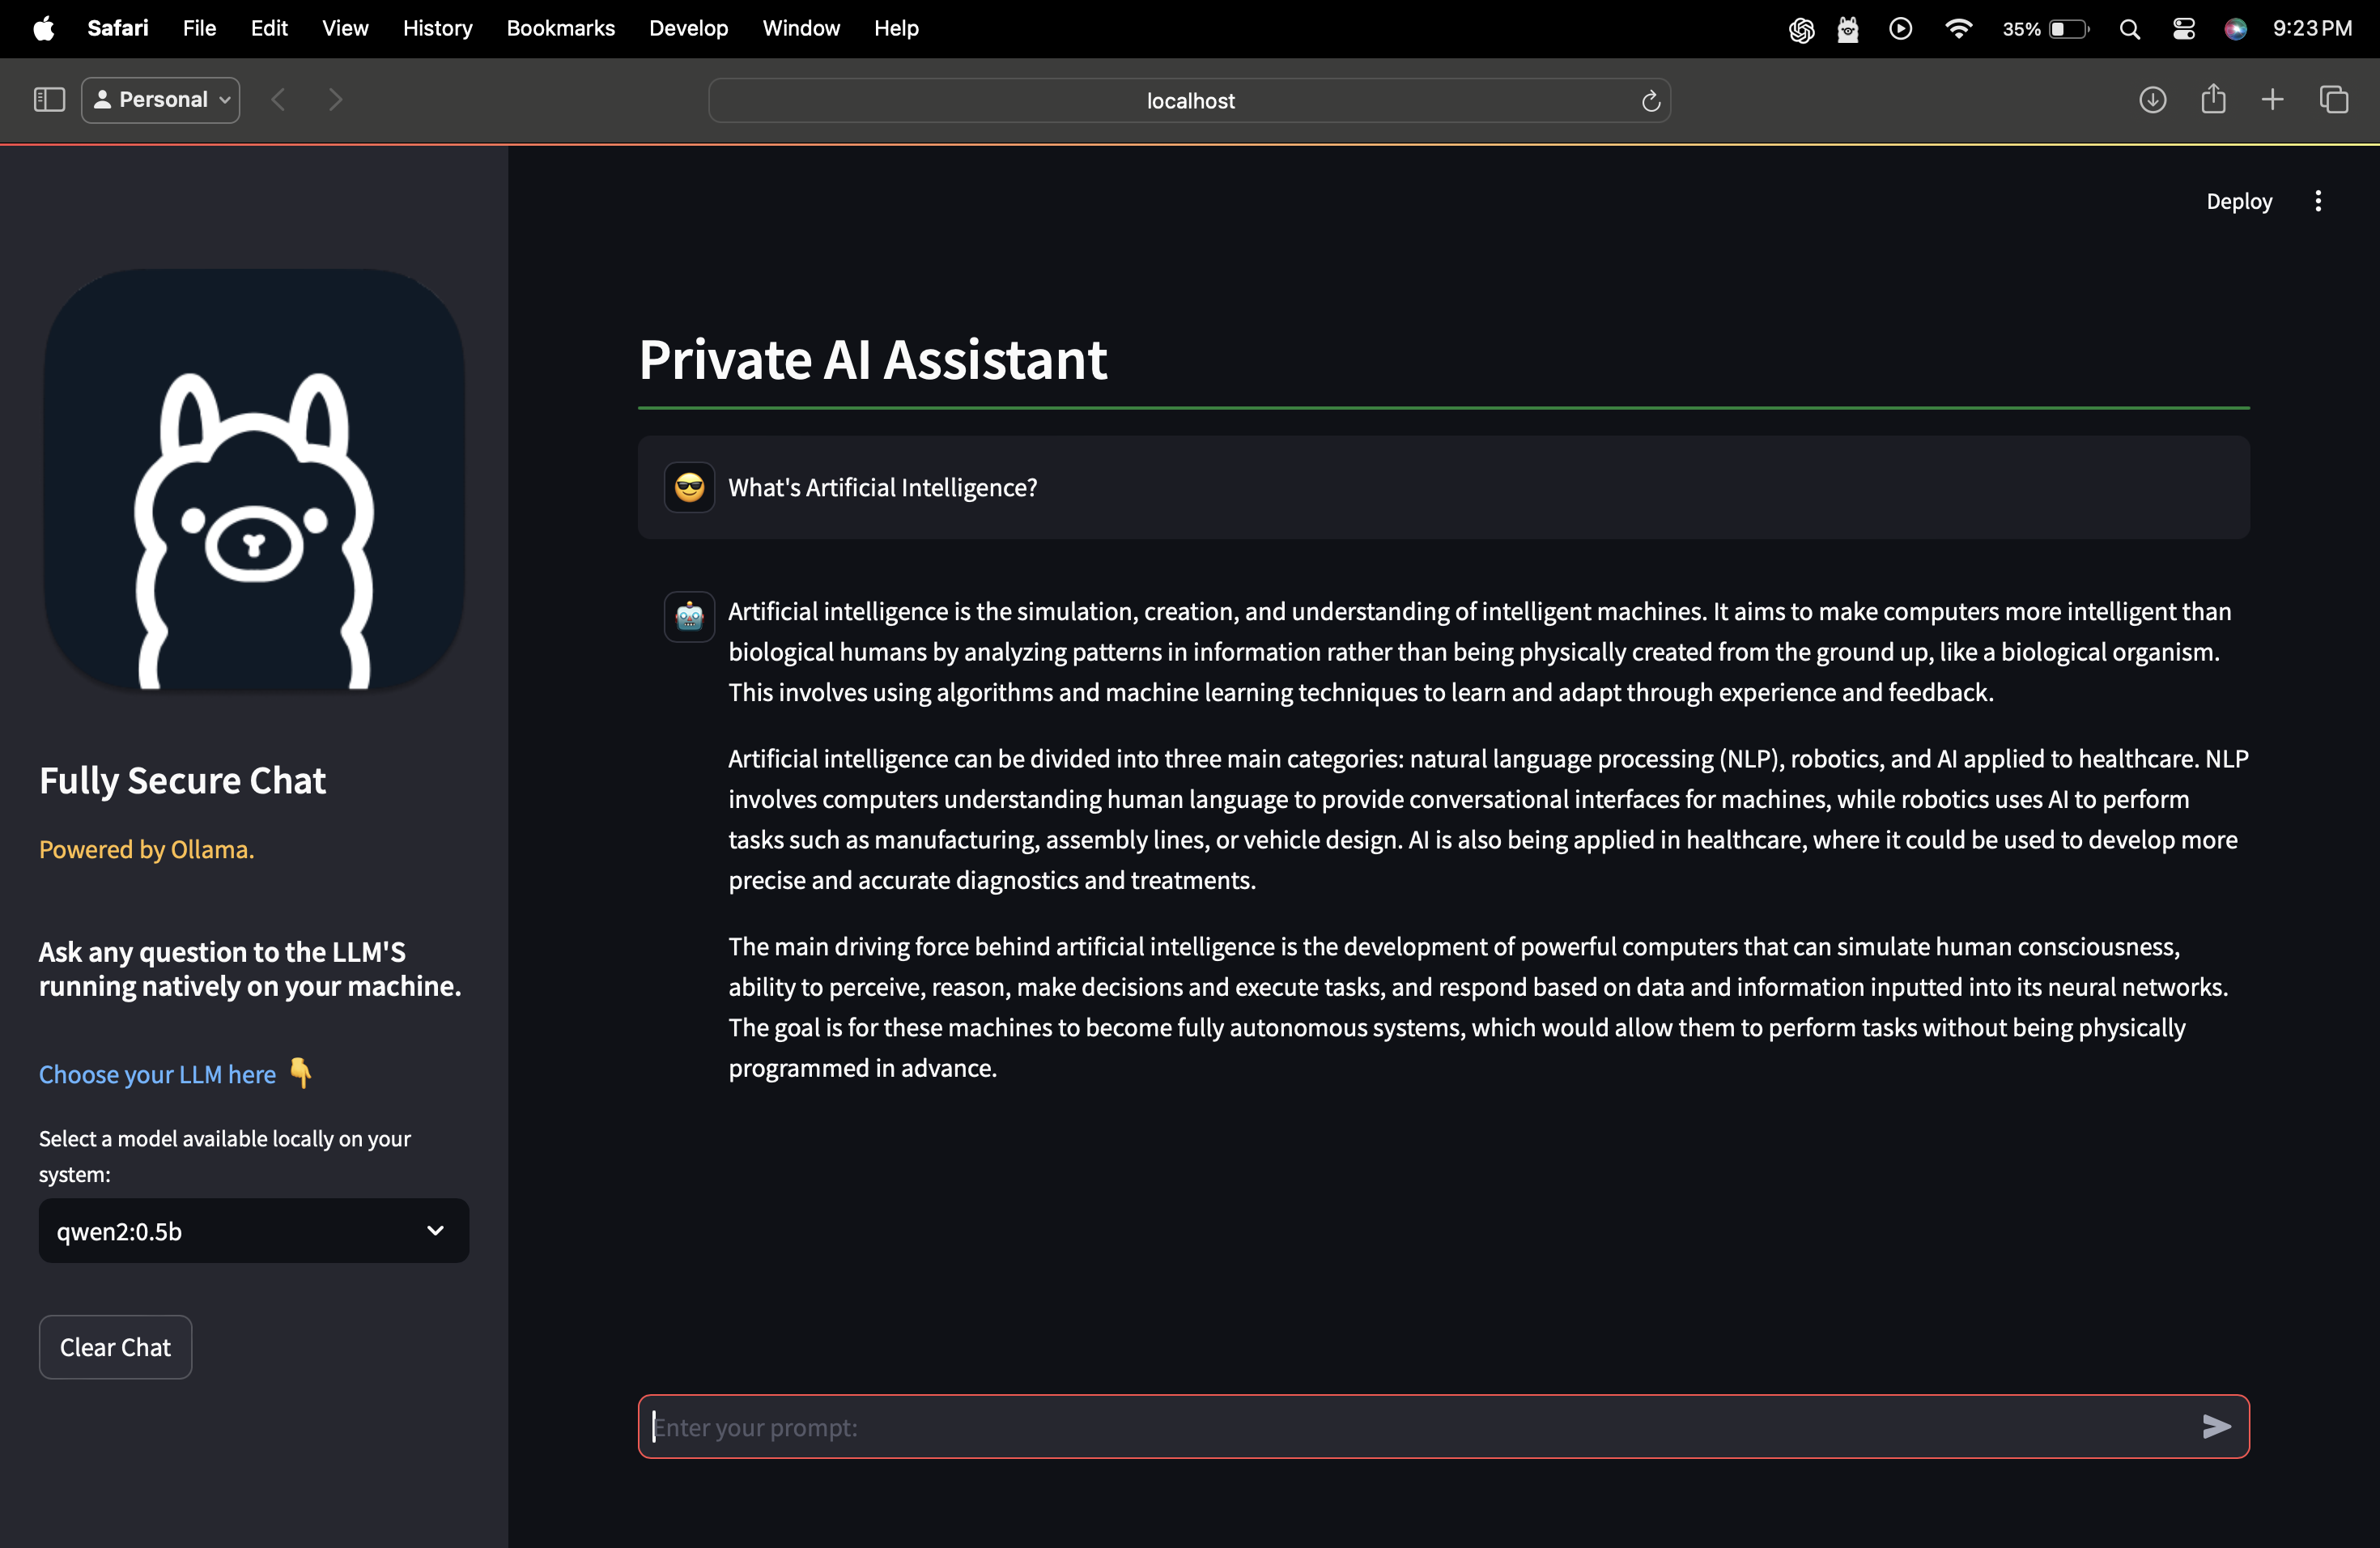 Safari File Edit View History Bookmarks Develop Window Help 35% 9:23 PM
Personal localhost
Deploy
Private AI Assistant
What's Artificial Intelligence?
Artificial intelligence is the simulation, creation, and understanding of intelligent machines. It aims to make computers more intelligent than
biological humans by analyzing patterns in information rather than being physically created from the ground up, like a biological organism.
This involves using algorithms and machine learning techniques to learn and adapt through experience and feedback.
Artificial intelligence can be divided into three main categories: natural language processing (NLP), robotics, and AI applied to healthcare. NLP
involves computers understanding human language to provide conversational interfaces for machines, while robotics uses AI to perform
tasks such as manufacturing, assembly lines, or vehicle design. AI is also being applied in healthcare, where it could be used to develop more
precise and accurate diagnostics and treatments.
The main driving force behind artificial intelligence is the development of powerful computers that can simulate human consciousness,
ability to perceive, reason, make decisions and execute tasks, and respond based on data and information inputted into its neural networks.
The goal is for these machines to become fully autonomous systems, which would allow them to perform tasks without being physically
programmed in advance.
Enter your prompt:
Fully Secure Chat
Powered by Ollama.
Ask any question to the LLM'S
running natively on your machine.
Choose your LLM here 👇
Select a model available locally on your
system:
qwen2:0.5b
Clear Chat